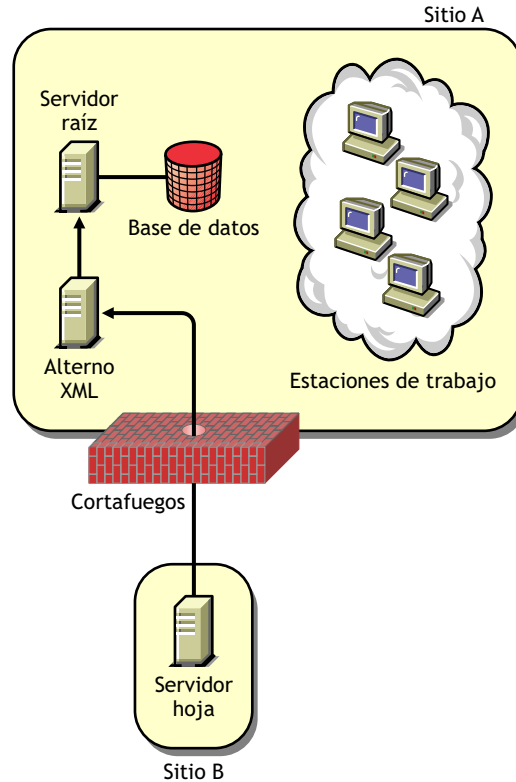 Sitio A
Servidor
raíz
Base de datos
Alterno
XML
Estaciones de trabajo
Cortafuegos
Servidor
hoja
Sitio B